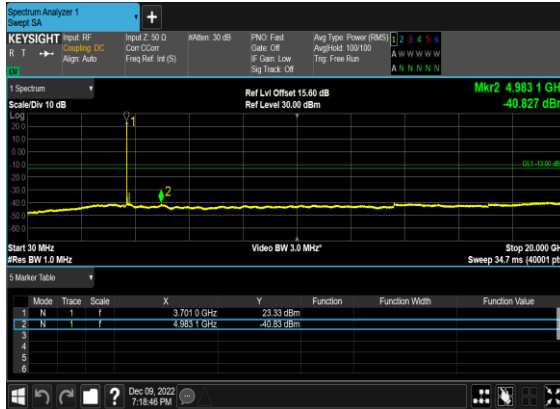 Spectrum Analyzer 1
Swept SA
+
KEYSIGHT Input: RF Input Z: 50 Ω #Atten: 30 dB PNO: Fast Avg Type: Power (RMS) 1 2 3 4 5 6
R T Coupling: DC Corr CCorr Gate: Off Avg|Hold: 100/100 A W W W W W
Align: Auto Freq Ref: Int (S) IF Gain: Low Trig: Free Run
Sig Track: Off A N N N N N
LU
1 Spectrum Ref Lvl Offset 15.60 dB Mkr2 4.983 1 GHz
Scale/Div 10 dB Ref Level 30.00 dBm -40.827 dBm
Log
20.0
10.0
0.00
-10.0 DL1 -13.00 dBm
-20.0
-30.0
-40.0
-50.0
-60.0
1
2
Start 30 MHz Video BW 3.0 MHz* Stop 20.000 GHz
#Res BW 1.0 MHz Sweep 34.7 ms (40001 pts)
5 Marker Table
Mode Trace Scale X Y Function Function Width Function Value
1 N 1 f 3.701 0 GHz 23.33 dBm
2 N 1 f 4.983 1 GHz -40.83 dBm
3
4
5
6
? Dec 09, 2022
7:18:46 PM